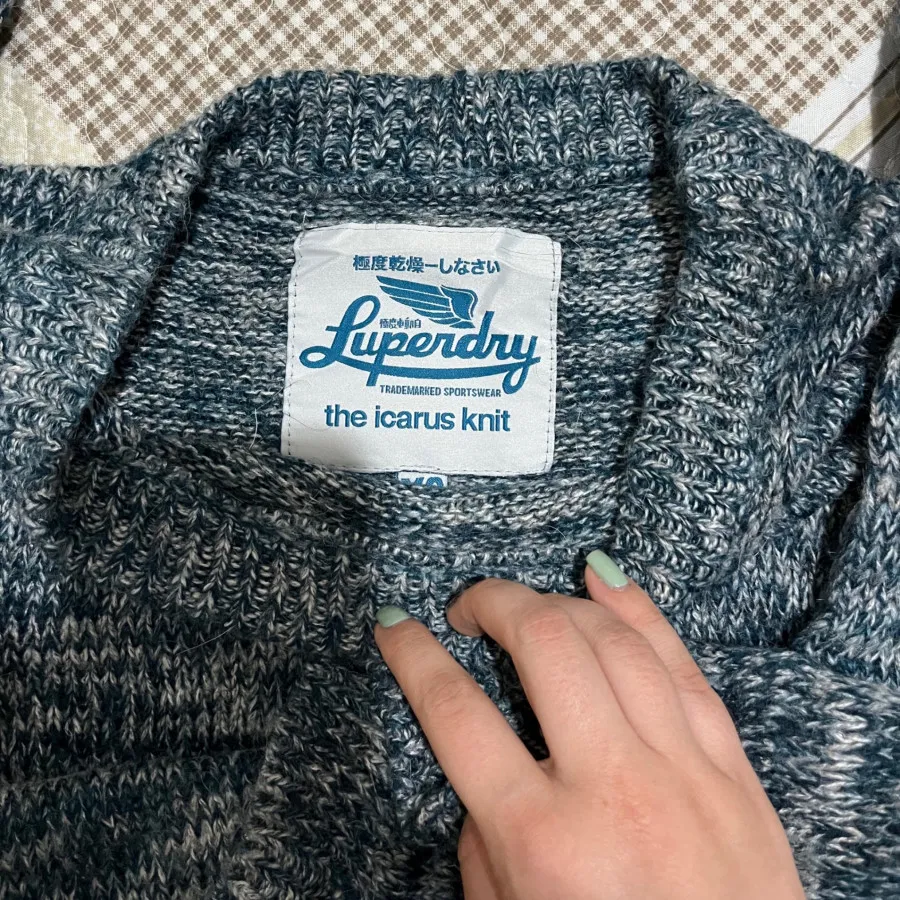 極度乾燥ーしなさい
Superdry
TRADEMARKED SPORTSWEAR
the icarus knit